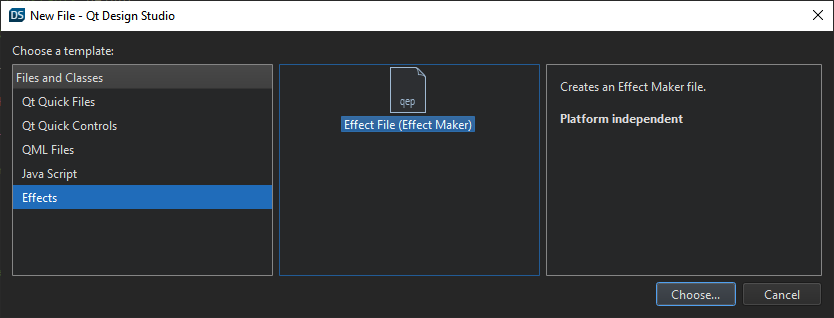 DS New File - Qt Design Studio
Choose a template:
Files and Classes
Qt Quick Files
Qt Quick Controls
QML Files
Java Script
Effects
qep
Effect File (Effect Maker)
Creates an Effect Maker file.
Platform independent
Choose...
Cancel